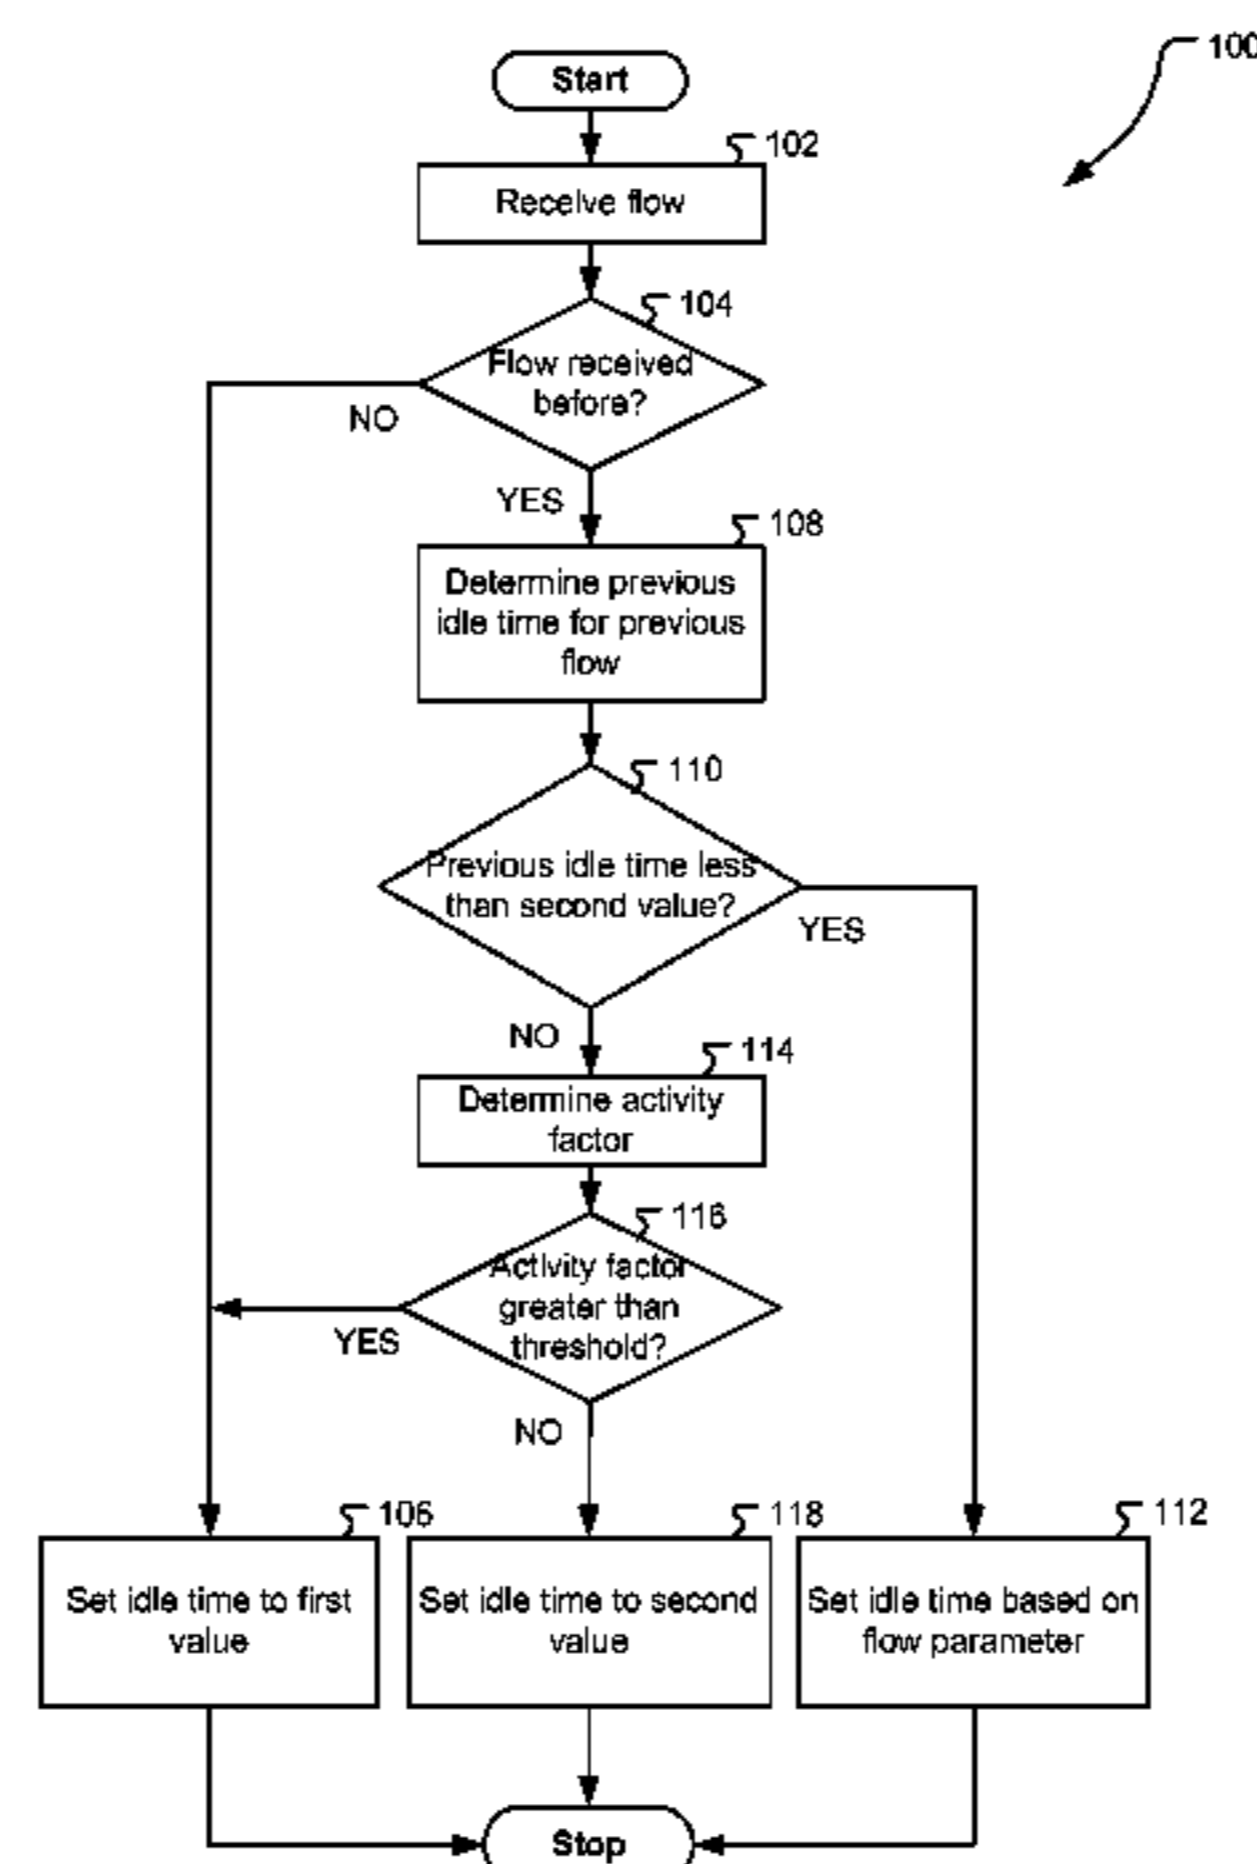 100
Start
102
Receive flow
104
Flow received
before?
NO
YES
108
Determine previous
idle time for previous
flow
110
Previous idle time less
than second value?
YES
NO
114
Determine activity
factor
116
Activity factor
greater than
threshold?
YES
NO
106
Set idle time to first
value
118
Set idle time to second
value
112
Set idle time based on
flow parameter
Stop